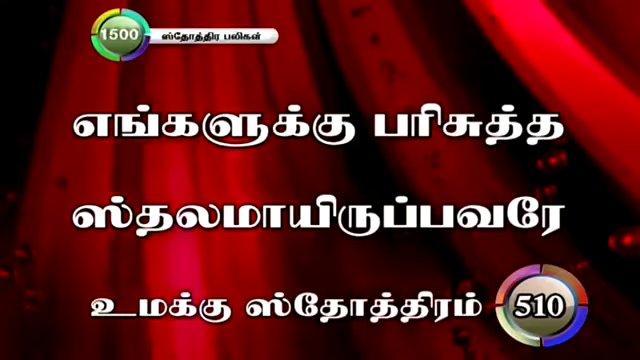 1500 ஸ்தோத்திர பலிகள்
எங்களுக்கு பரிசுத்த
ஸ்தலமாயிருப்பவரே
உமக்கு ஸ்தோத்திரம் 510